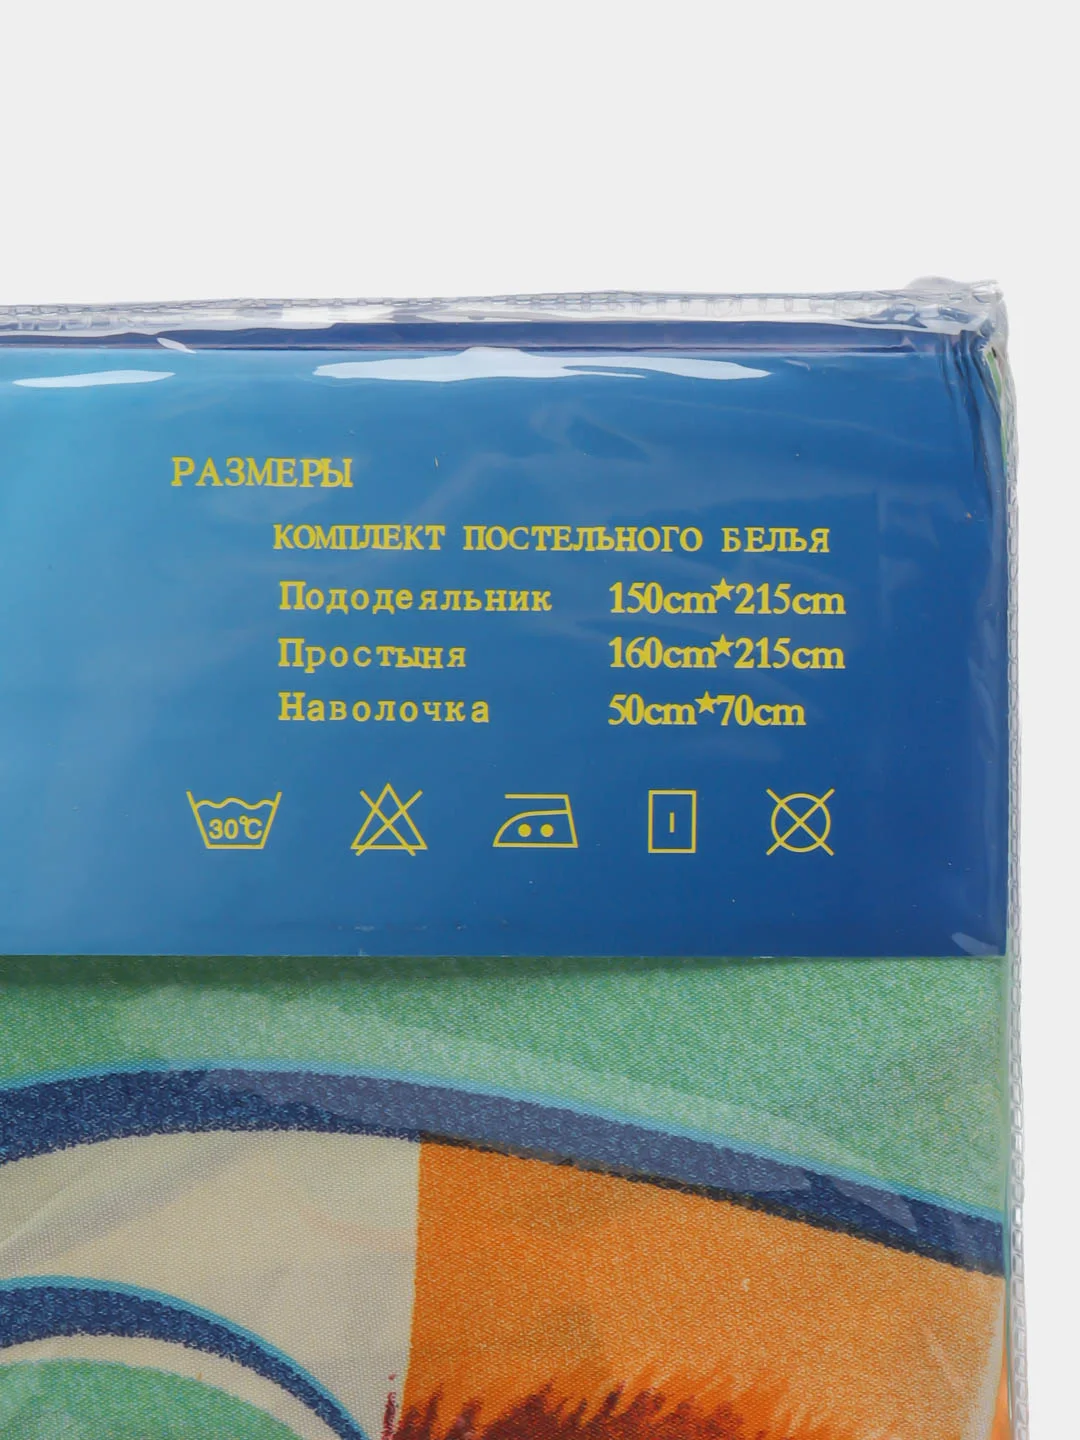 РАЗМЕРЫ
КОМПЛЕКТ ПОСТЕЛЬНОГО БЕЛЬЯ
Пододеяльник 150cm★215cm
Простыня 160cm★215cm
Наволочка 50cm★70cm
30℃